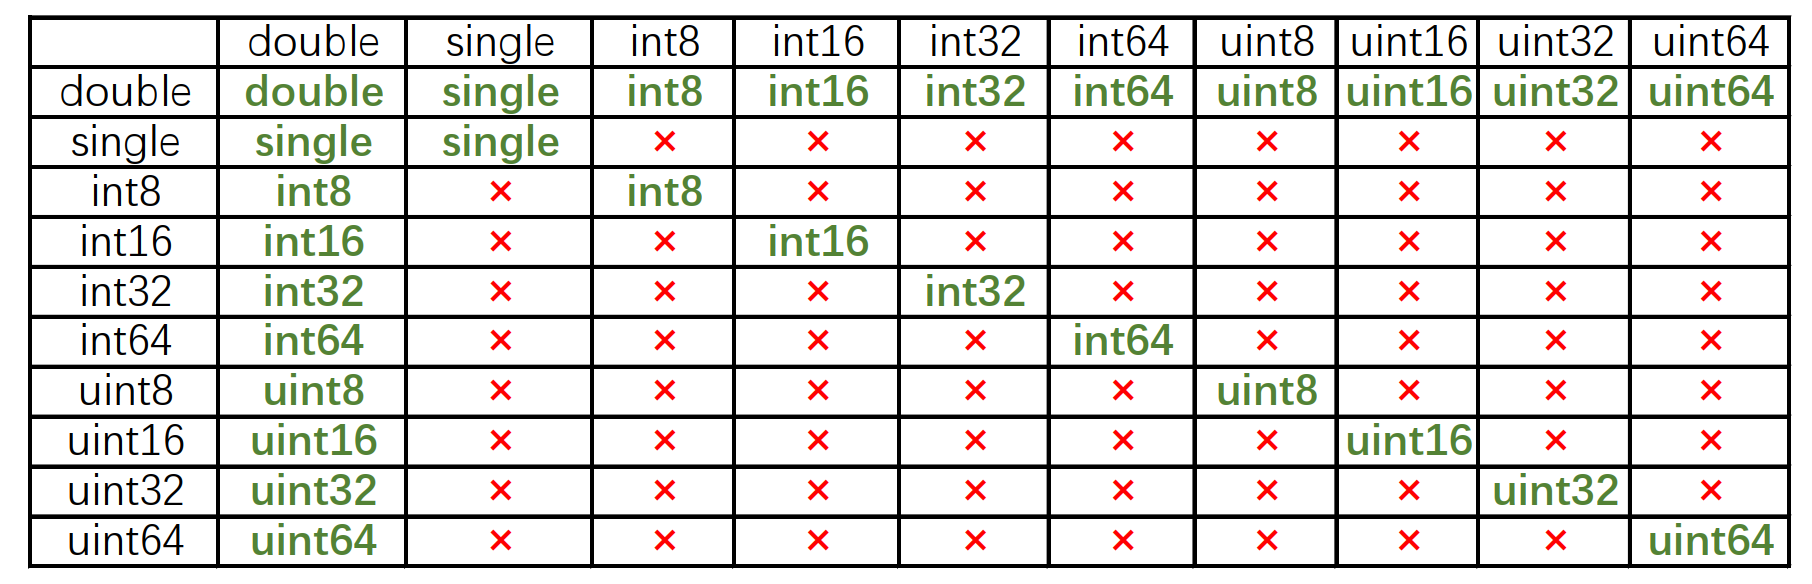 double single int8 int16 int32 int64 uint8 uint16 uint32 uint64
double double single int8 int16 int32 int64 uint8 uint16 uint32 uint64
single single single × × × × × × × ×
int8 int8 × int8 × × × × × × ×
int16 int16 × × int16 × × × × × ×
int32 int32 × × × int32 × × × × ×
int64 int64 × × × × int64 × × × ×
uint8 uint8 × × × × × uint8 × × ×
uint16 uint16 × × × × × × uint16 × ×
uint32 uint32 × × × × × × × uint32 ×
uint64 uint64 × × × × × × × × uint64